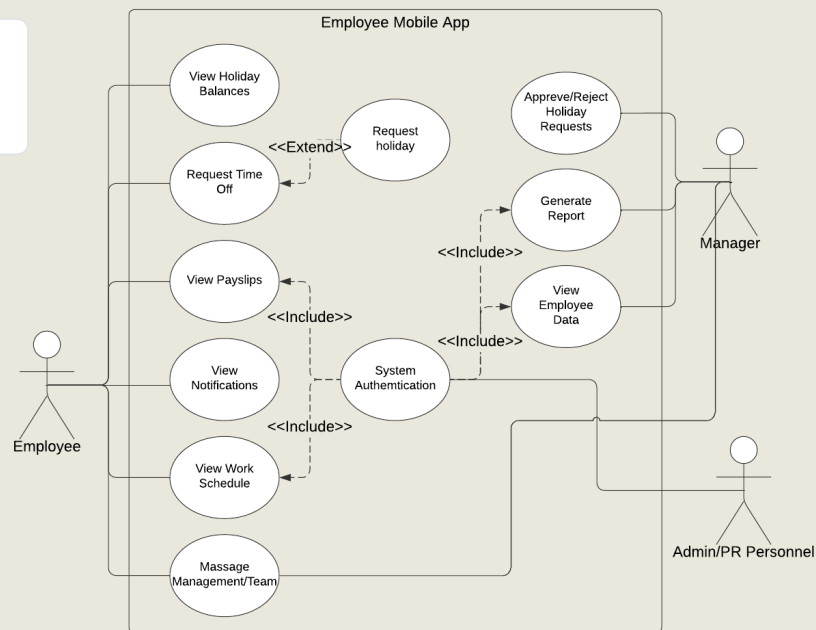 Employee Mobile App
View Holiday
Balances
Request
holiday
Appreve/Reject
Holiday
Requests
<<Extend>>
Request Time
Off
Generate
Report
Manager
<<Include>>
View Payslips
View
Employee
Data
<<Include>>
<<Include>>
View
Notifications
System
Authemtication
Employee
<<Include>>
View Work
Schedule
Admin/PR Personnel
Massage
Management/Team